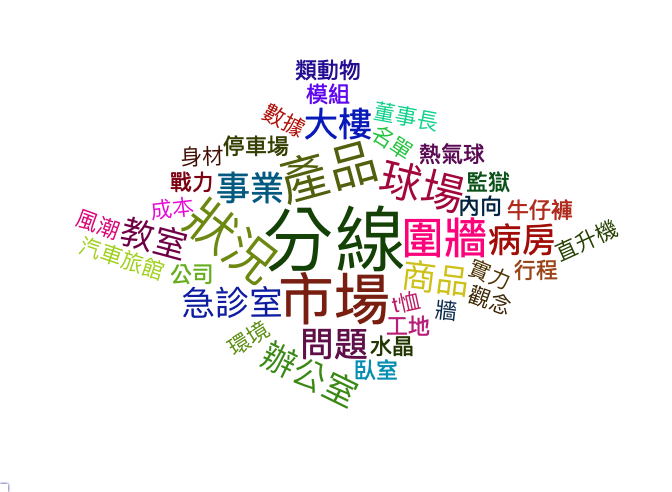 類動物
模組
數據
大樓
董事長
名單
停車場
身材
熱氣球
產品
戰力
事業
球場
監獄
內向
牛仔褲
成本
狀況
分線
風潮
教室
圍牆
病房
直升機
汽車旅館
公司
商品
實力
行程
觀念
急診室
市場
工地
牆
環境
問題
水晶
辦公室
臥室